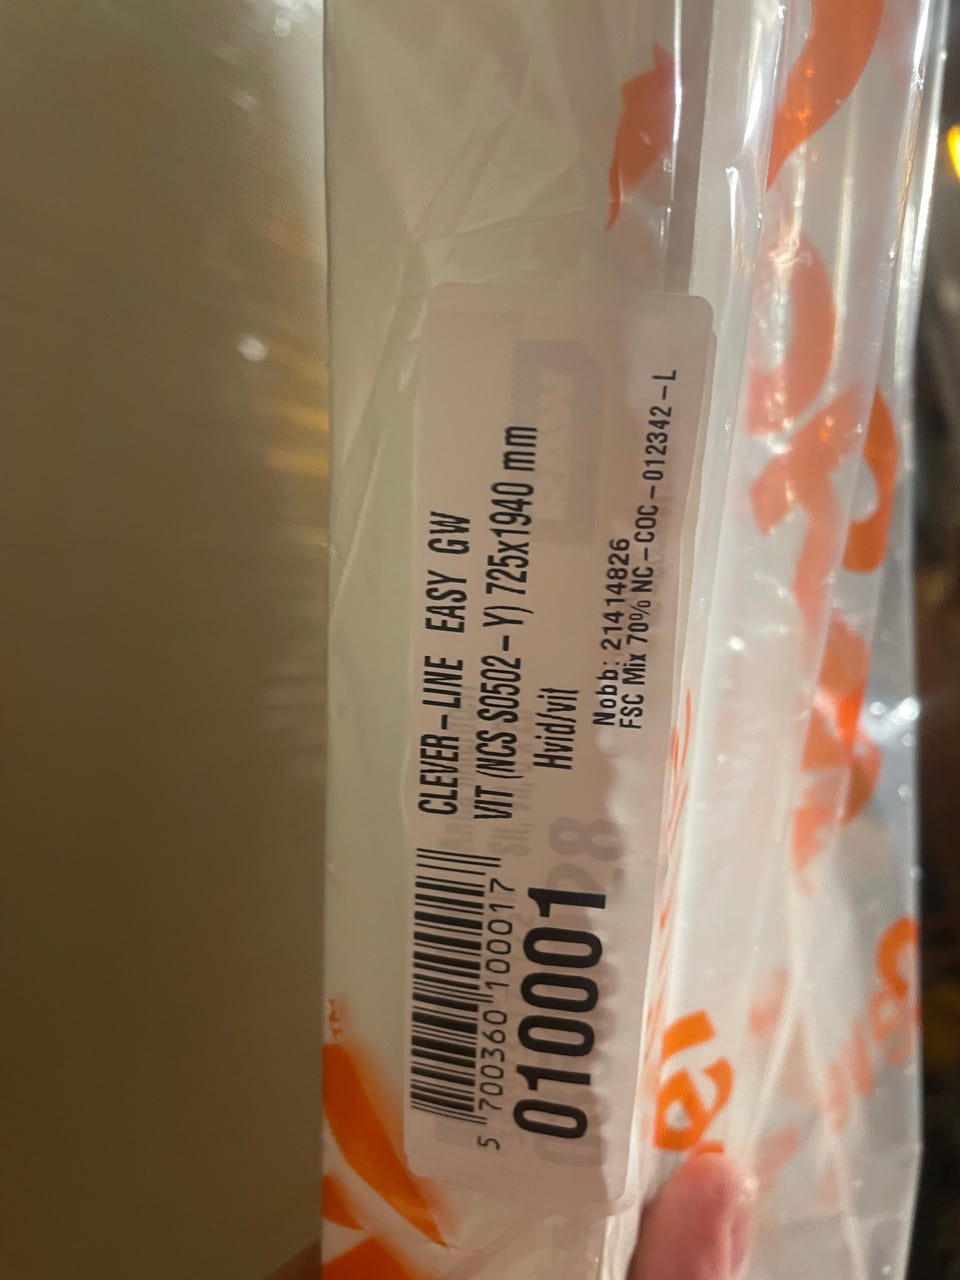 CLEVER-LINE EASY GW
VIT (NCS S0502-Y) 725x1940 mm
Hvid/vit
5 700360 100017
010001
Nobb: 21414826
FSC Mix 70% NC-COC-012342-L